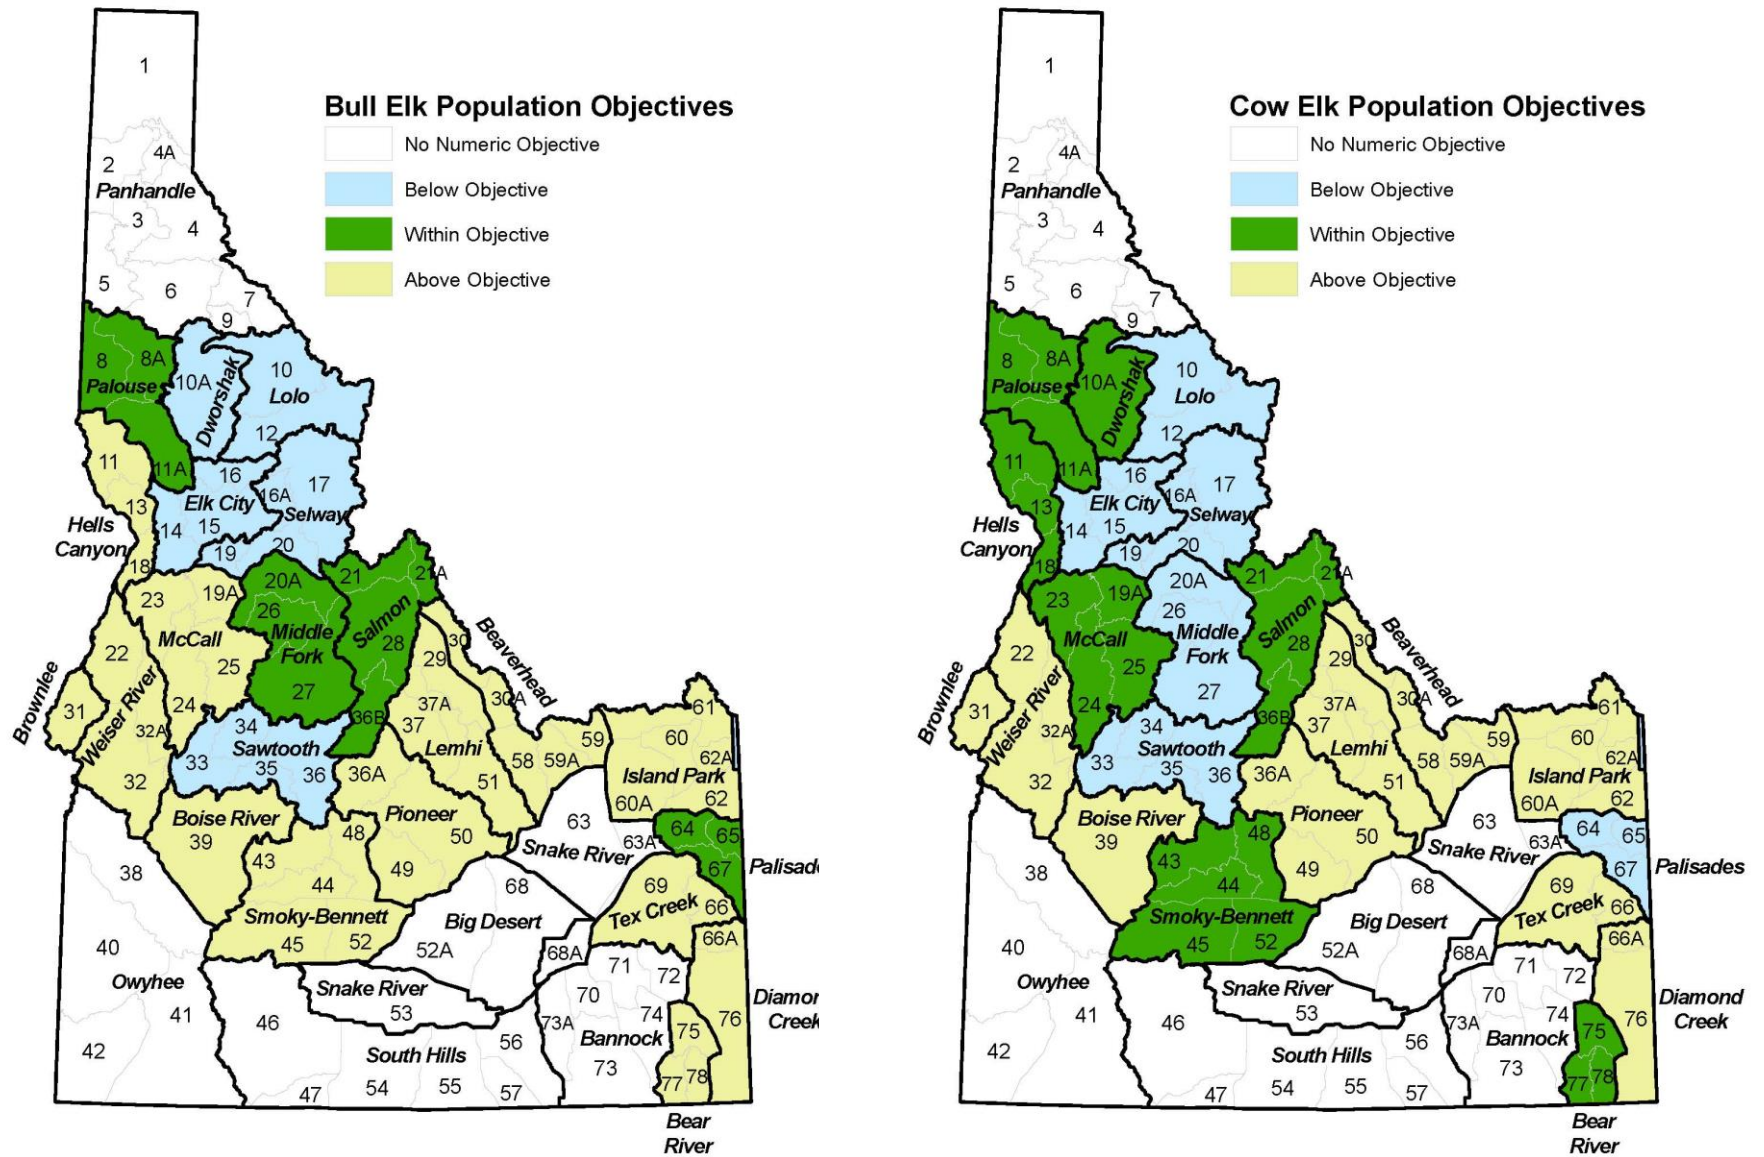 1
Bull Elk Population Objectives
No Numeric Objective
Below Objective
Within Objective
Above Objective
2
4A
Panhandle
3
4
5
6
7
9
8
8A
Palouse
10A
Dworshak
10
Lolo
12
11
11A
16
17
16A
Elk City
Selway
13
14
15
Hells
Canyon
19
20
18
20A
21
21A
23
19A
26
Middle
Fork
Salmon
28
30
Beaverhead
McCall
22
25
27
29
Brownlee
31
Weiser River
24
32A
34
36B
37A
37
30A
61
Sawtooth
33
35
36
Lemhi
58
59
59A
60
62A
Island Park
32
36A
51
60A
62
Boise River
39
48
Pioneer
50
63
63A
Snake River
64
65
67
Palisad
38
43
44
49
68
69
66
Tex Creek
Smoky-Bennett
45
52
Big Desert
52A
68A
66A
40
Owyhee
41
42
71
72
Snake River
53
70
74
73A
Bannock
73
75
76
Diamon
Creek
46
South Hills
56
47
54
55
57
77
78
Bear
River
1
Cow Elk Population Objectives
No Numeric Objective
Below Objective
Within Objective
Above Objective
2
4A
Panhandle
3
4
5
6
7
9
8
8A
Palouse
10A
Dworshak
10
Lolo
12
11
11A
16
17
16A
Elk City
Selway
13
14
15
Hells
Canyon
19
20
18
20A
21
21A
23
19A
26
Middle
Fork
Salmon
28
30
Beaverhead
McCall
22
25
27
29
Brownlee
31
Weiser River
24
32A
34
36B
37A
37
30A
61
Sawtooth
33
35
36
Lemhi
58
59
59A
60
62A
Island Park
32
36A
51
60A
62
Boise River
39
48
Pioneer
50
63
63A
Snake River
64
65
67
Palisades
38
43
44
49
68
69
66
Tex Creek
Smoky-Bennett
45
52
Big Desert
52A
68A
66A
40
Owyhee
41
42
71
72
Snake River
53
70
74
73A
Bannock
73
75
76
Diamond
Creek
46
South Hills
56
47
54
55
57
77
78
Bear
River